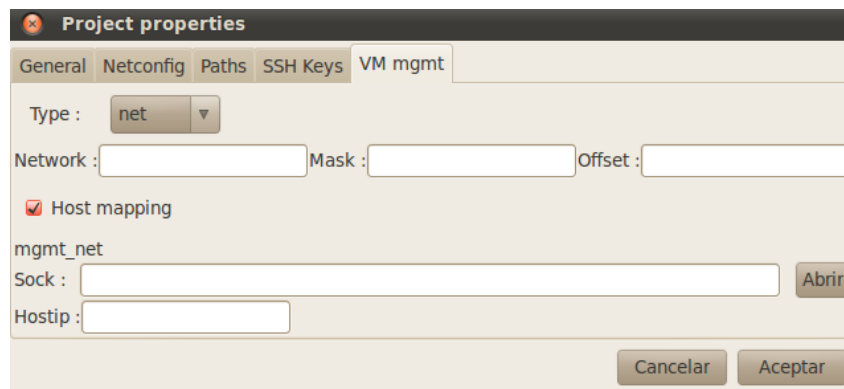 Project properties
General Netconfig Paths SSH Keys VM mgmt
Type : net
Network : Mask : Offset :
Host mapping
mgmt_net
Sock : Abrir
Hostip :
Cancelar Aceptar